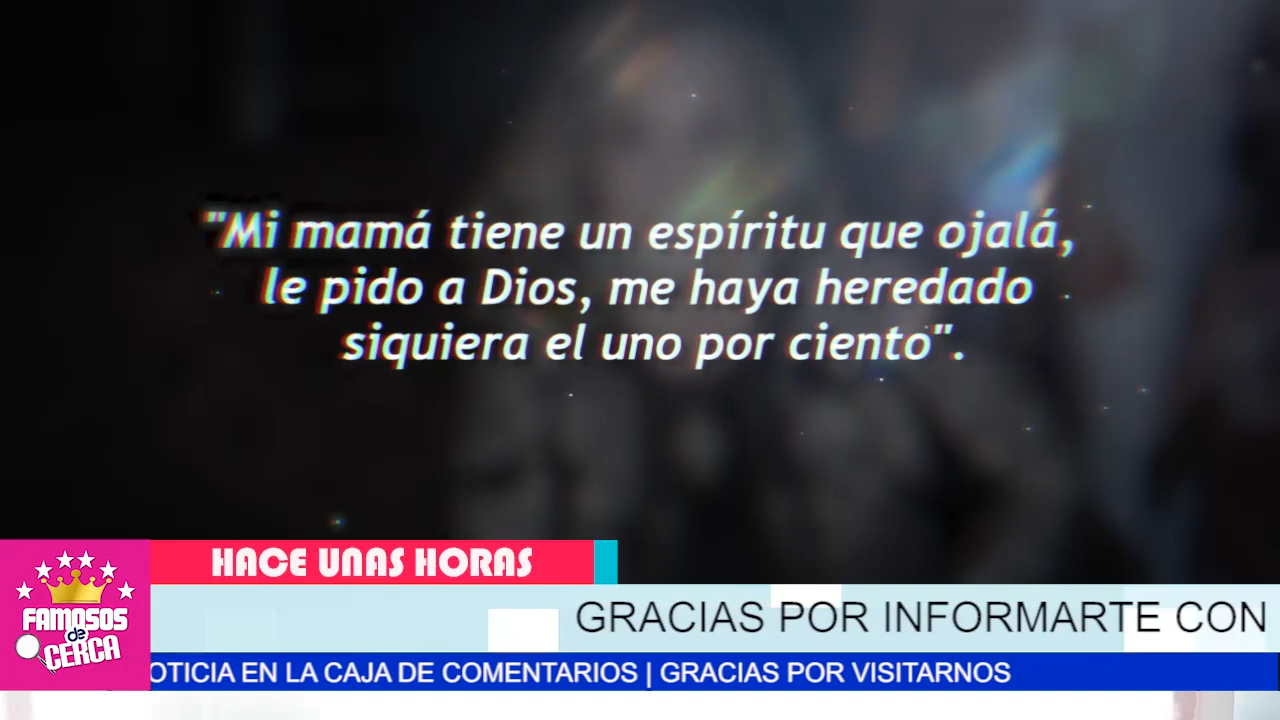 "Mi mamá tiene un espíritu que ojalá,
le pido a Dios, me haya heredado
siquiera el uno por ciento".
HACE UNAS HORAS
FAMOSOS
de
CERCA
GRACIAS POR INFORMARTE CON
OTICIA EN LA CAJA DE COMENTARIOS | GRACIAS POR VISITARNOS